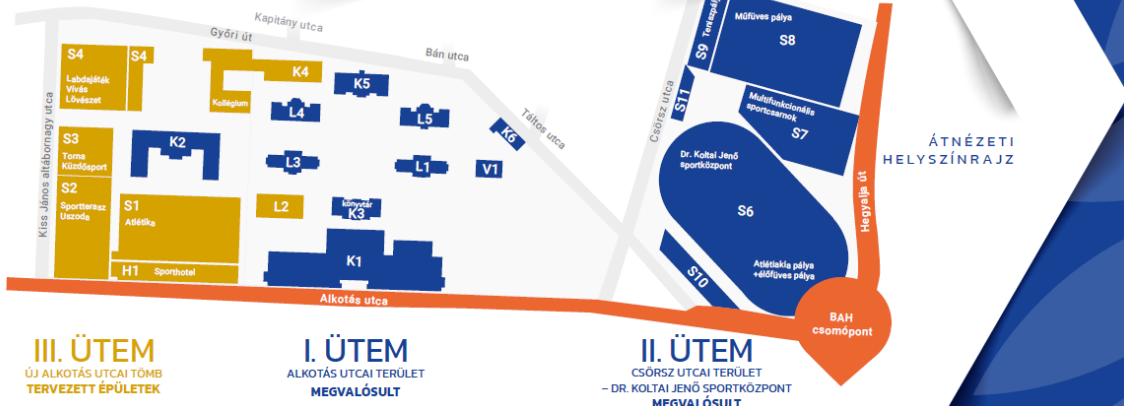 Kapitány utca
Győri út
Bán utca
Táltos utca
Csörsz utca
Kiss János altábornagy utca
Alkotás utca
Hegyalja út
S4
Labdajáték
Vívás
Lövészet
S4
Kollégium
K4
K5
L4
L5
K6
S3
Torna
Küzdősport
K2
L3
L1
V1
S2
Sportterasz
Uszoda
S1
Atlétika
L2
könyvtár
K3
H1
Sporthotel
K1
S9
S11
Műfüves pálya
S8
Multifunkcionális
sportcsarnok
S7
Dr. Koltai Jenő
sportközpont
S6
Atlétiakia pálya
+élőfüves pálya
S10
BAH
csomópont
ÁTNÉZETI
HELYSZÍNRAJZ
III. ÜTEM
ÚJ ALKOTÁS UTCAI TÖMB
TERVEZETT ÉPÜLETEK
I. ÜTEM
ALKOTÁS UTCAI TERÜLET
MEGVALÓSULT
II. ÜTEM
CSÖRSZ UTCAI TERÜLET
– DR. KOLTAI JENŐ SPORTKÖZPONT
MEGVALÓSULT